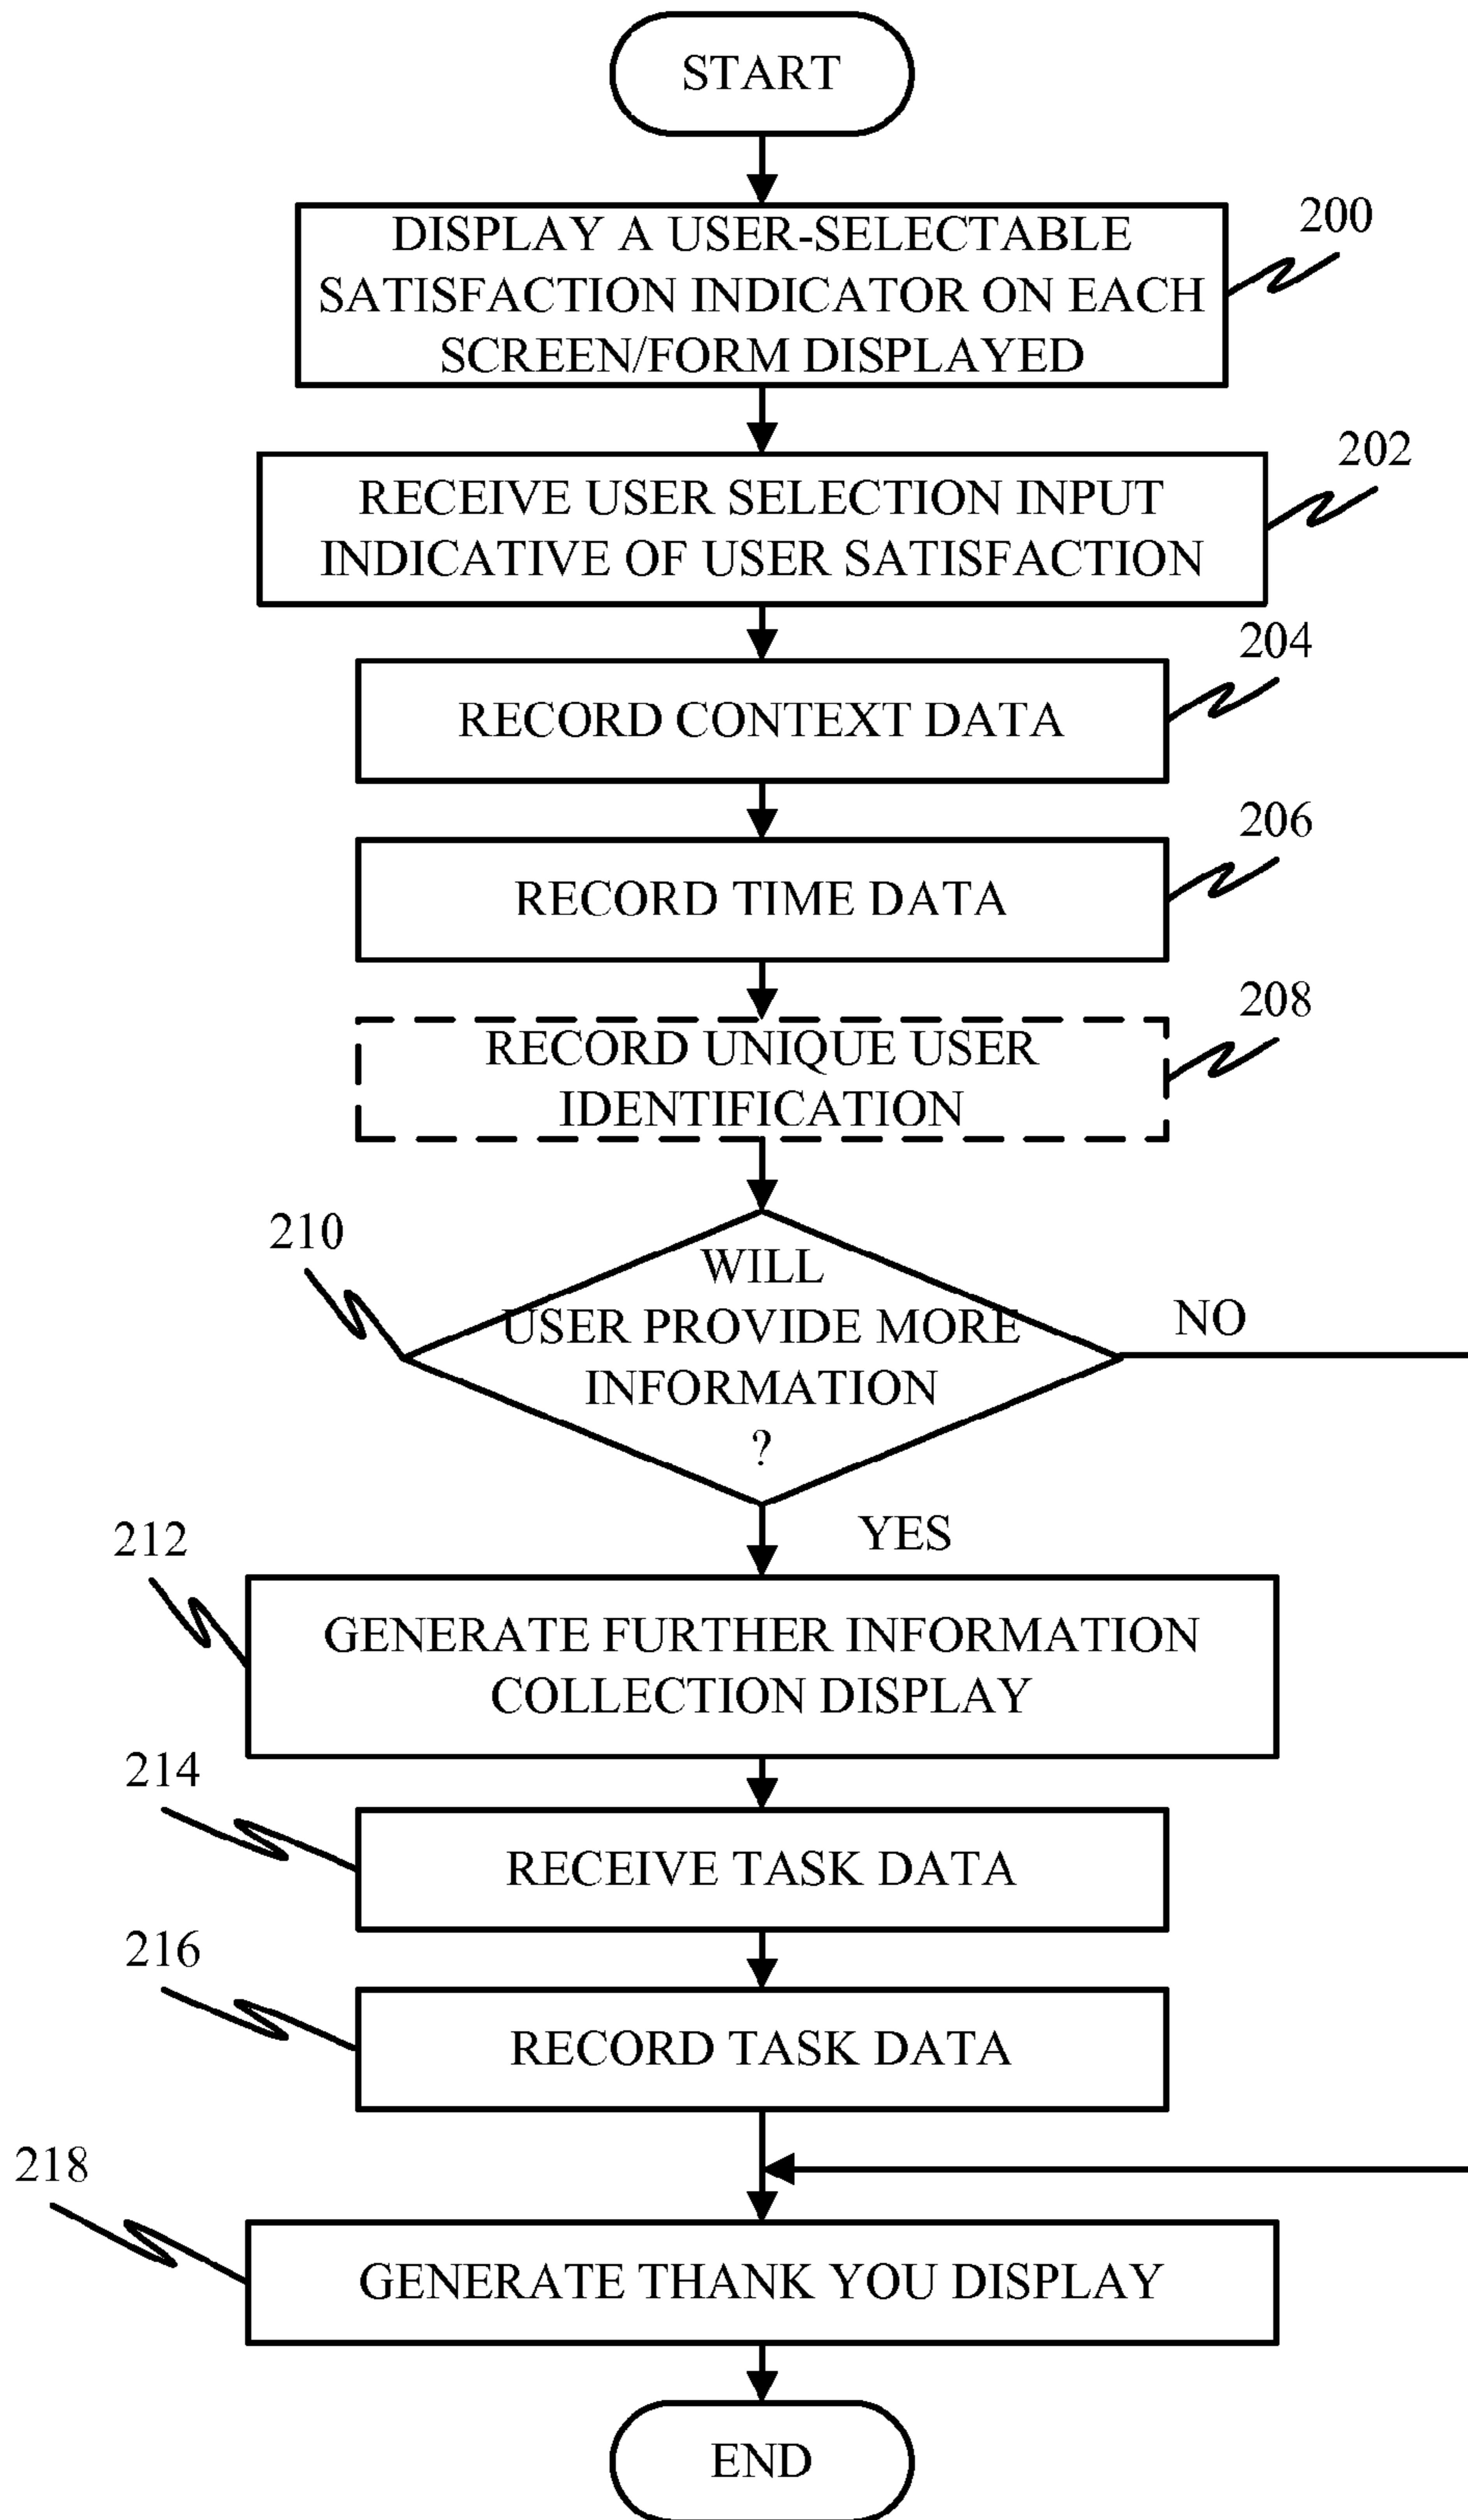 START
200
DISPLAY A USER-SELECTABLE
SATISFACTION INDICATOR ON EACH
SCREEN/FORM DISPLAYED
202
RECEIVE USER SELECTION INPUT
INDICATIVE OF USER SATISFACTION
204
RECORD CONTEXT DATA
206
RECORD TIME DATA
208
RECORD UNIQUE USER
IDENTIFICATION
210
WILL
USER PROVIDE MORE
INFORMATION
?
NO
YES
212
GENERATE FURTHER INFORMATION
COLLECTION DISPLAY
214
RECEIVE TASK DATA
216
RECORD TASK DATA
218
GENERATE THANK YOU DISPLAY
END